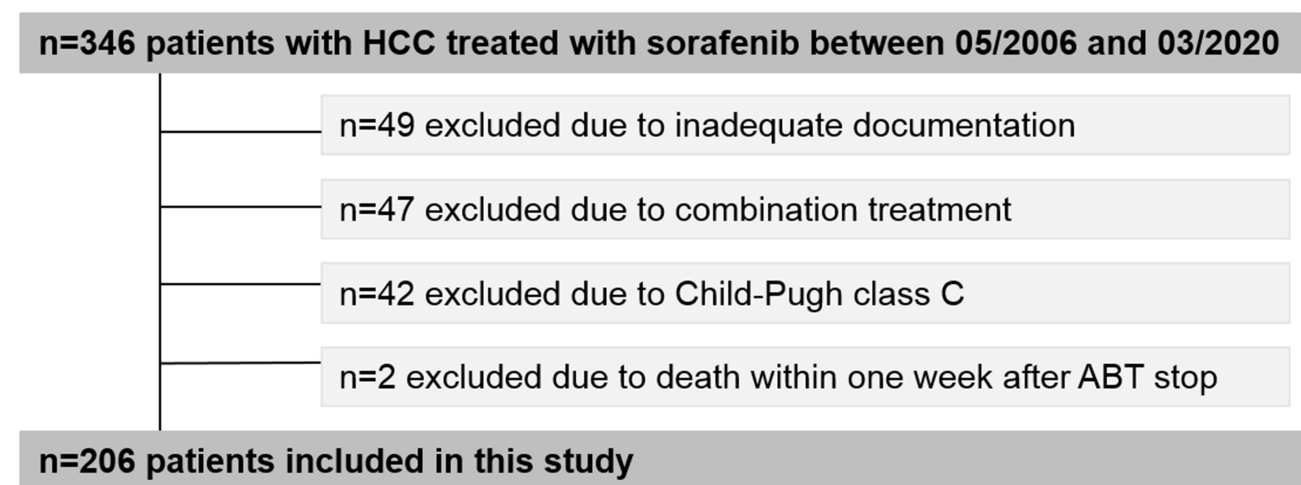 n=346 patients with HCC treated with sorafenib between 05/2006 and 03/2020
n=49 excluded due to inadequate documentation
n=47 excluded due to combination treatment
n=42 excluded due to Child-Pugh class C
n=2 excluded due to death within one week after ABT stop
n=206 patients included in this study